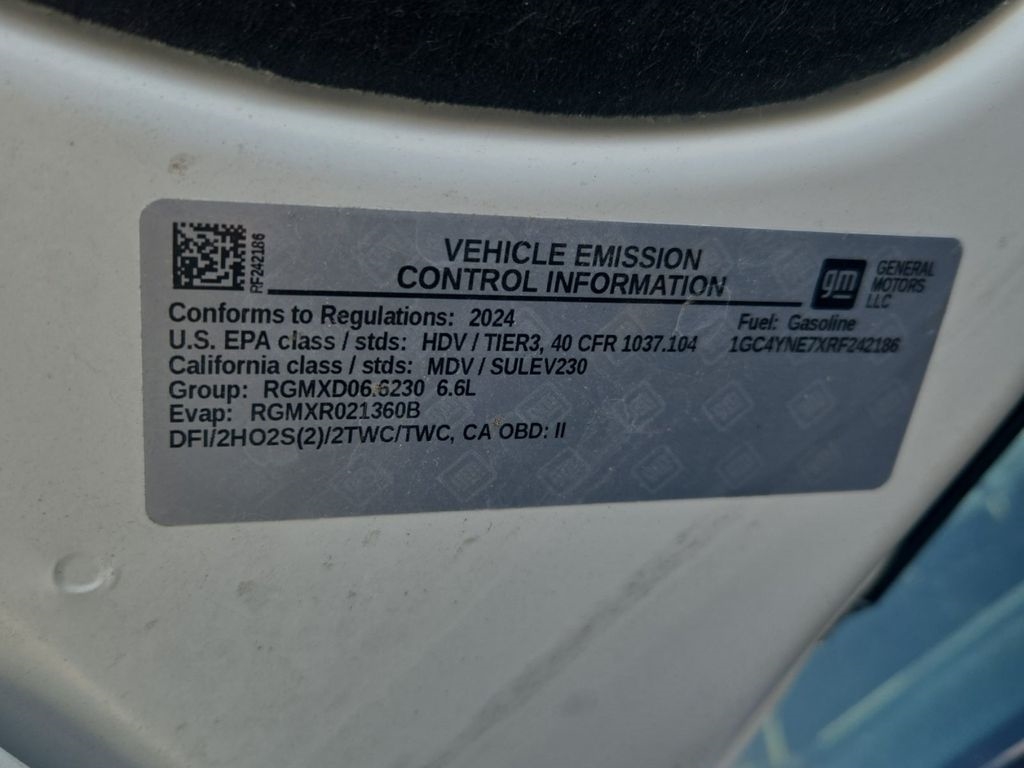 RF242186
VEHICLE EMISSION
CONTROL INFORMATION
gm
GENERAL
MOTORS
LLC
Conforms to Regulations: 2024
Fuel: Gasoline
U.S. EPA class / stds: HDV / TIER3, 40 CFR 1037.104
1GC4YNE7XRF242186
California class / stds: MDV / SULEV230
Group: RGMXD06.6230 6.6L
Evap: RGMXR021360B
DFI/2HO2S(2)/2TWC/TWC, CA OBD: II